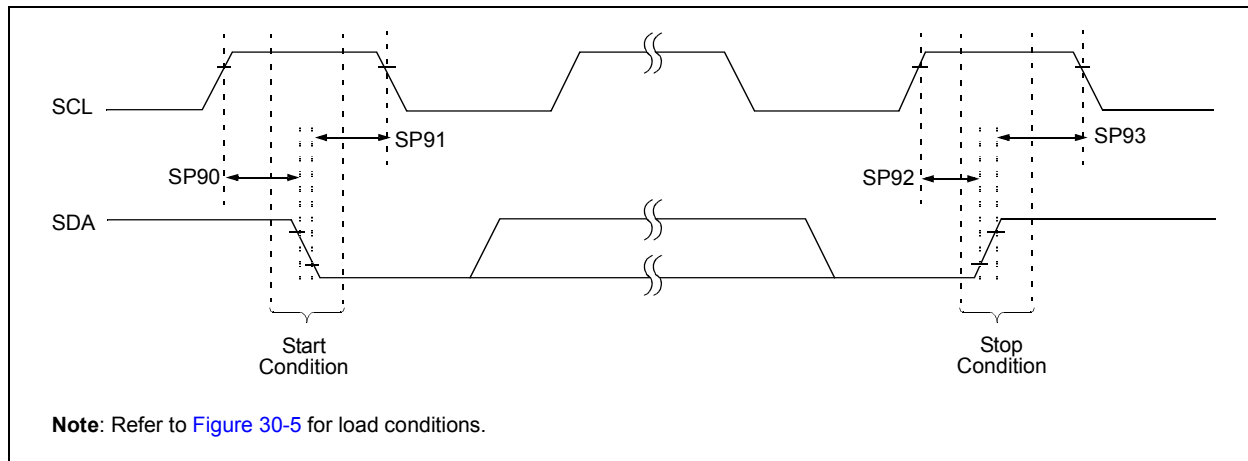 SCL
SP91
SP93
SP90
SP92
SDA
Start
Condition
Stop
Condition
Note: Refer to Figure 30-5 for load conditions.